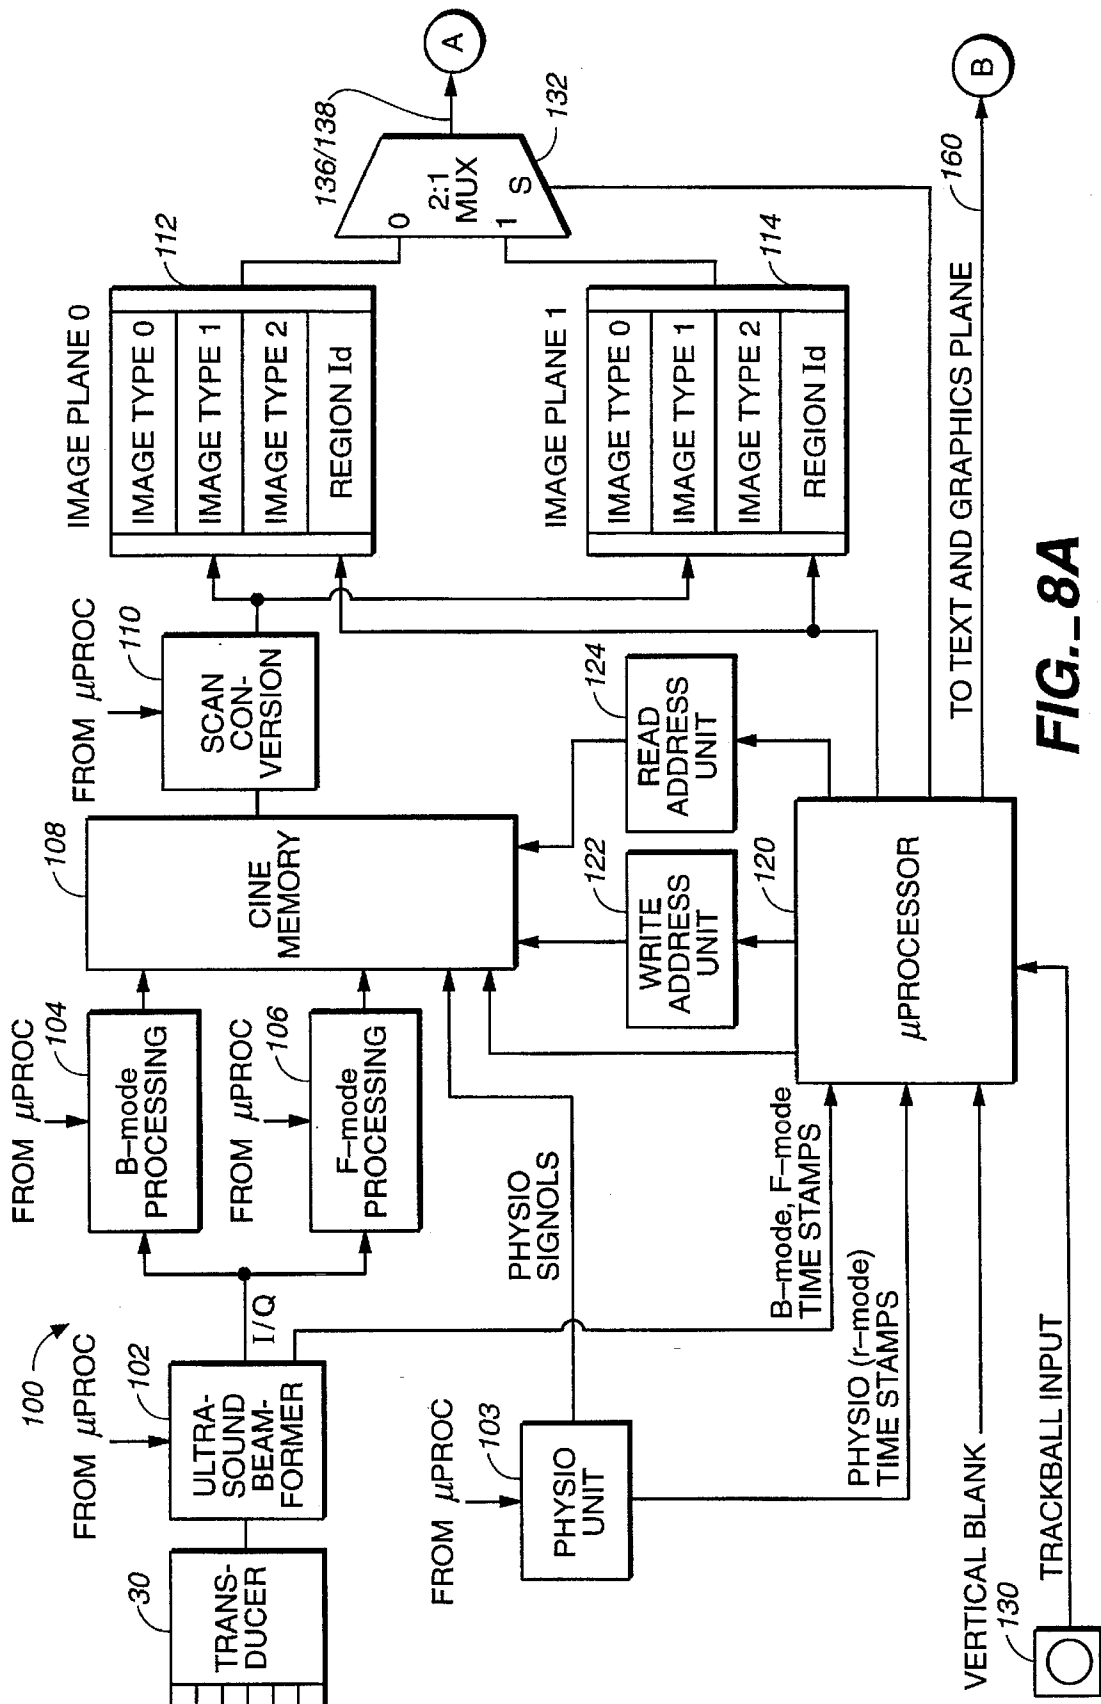 100
FROM μPROC
102
ULTRA-
SOUND
BEAM-
FORMER
30
TRANS-
DUCER
I/Q
FROM μPROC
104
B–mode
PROCESSING
FROM μPROC
106
F–mode
PROCESSING
108
CINE
MEMORY
FROM μPROC
110
SCAN
CON-
VERSION
IMAGE PLANE 0
112
IMAGE TYPE 0
IMAGE TYPE 1
IMAGE TYPE 2
REGION Id
IMAGE PLANE 1
114
IMAGE TYPE 0
IMAGE TYPE 1
IMAGE TYPE 2
REGION Id
136/138
0
2:1
MUX
1
S
132
A
FROM μPROC
103
PHYSIO
UNIT
PHYSIO
SIGNOLS
122
WRITE
ADDRESS
UNIT
124
READ
ADDRESS
UNIT
B–mode, F–mode
TIME STAMPS
PHYSIO (r–mode)
TIME STAMPS
VERTICAL BLANK
130
TRACKBALL INPUT
120
μPROCESSOR
TO TEXT AND GRAPHICS PLANE
160
B
FIG._8A